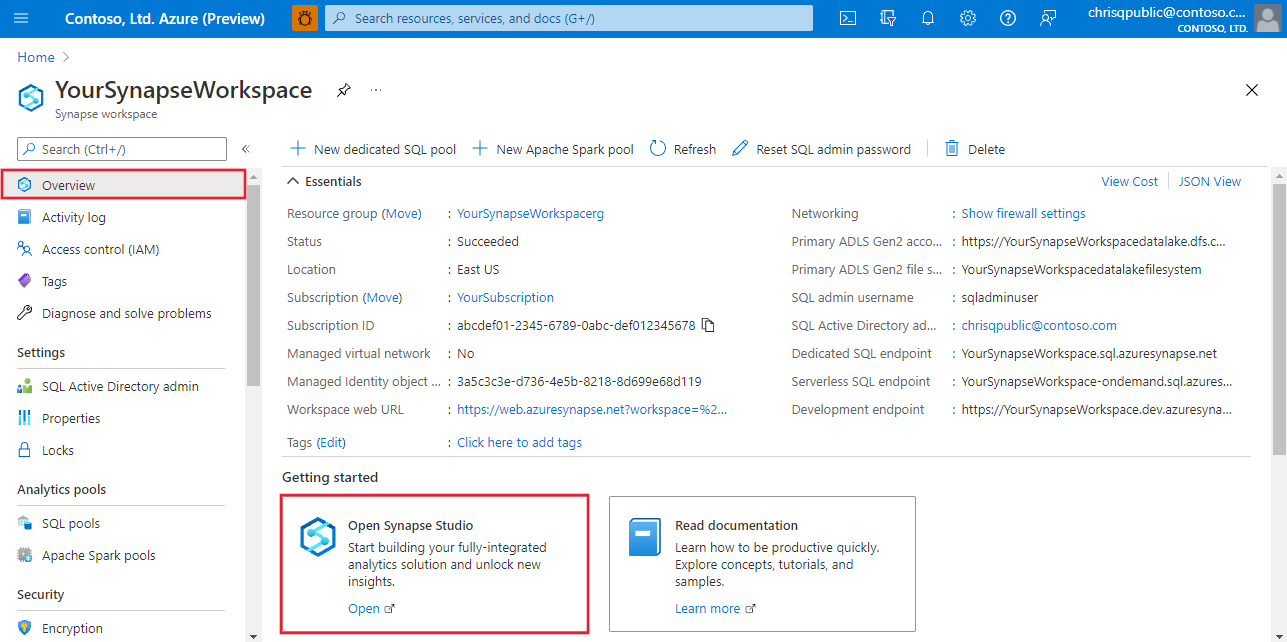 Contoso, Ltd. Azure (Preview)
Search resources, services, and docs (G+/)
chrisqpublic@contoso.c...
CONTOSO, LTD.
Home
YourSynapseWorkspace
...
Synapse workspace
Search (Ctrl+/)
«
Overview
Activity log
Access control (IAM)
Tags
Diagnose and solve problems
Settings
SQL Active Directory admin
Properties
Locks
Analytics pools
SQL pools
Apache Spark pools
Security
Encryption
New dedicated SQL pool
New Apache Spark pool
Refresh
Reset SQL admin password
Delete
Essentials
View Cost
JSON View
Resource group (Move) : YourSynapseWorkspacerg
Status : Succeeded
Location : East US
Subscription (Move) : YourSubscription
Subscription ID : abcdef01-2345-6789-0abc-def012345678
Managed virtual network : No
Managed Identity object ... : 3a5c3c3e-d736-4e5b-8218-8d699e68d119
Workspace web URL : https://web.azuresynapse.net?workspace=%2...
Tags (Edit) : Click here to add tags
Networking : Show firewall settings
Primary ADLS Gen2 acco... : https://YourSynapseWorkspacedatalake.dfs.c...
Primary ADLS Gen2 file s... : YourSynapseWorkspacedatalakefilesystem
SQL admin username : sqladminuser
SQL Active Directory ad... : chrisqpublic@contoso.com
Dedicated SQL endpoint : YourSynapseWorkspace.sql.azuresynapse.net
Serverless SQL endpoint : YourSynapseWorkspace-ondemand.sql.azures...
Development endpoint : https://YourSynapseWorkspace.dev.azuresyna...
Getting started
Open Synapse Studio
Start building your fully-integrated
analytics solution and unlock new
insights.
Open
Read documentation
Learn how to be productive quickly.
Explore concepts, tutorials, and
samples.
Learn more